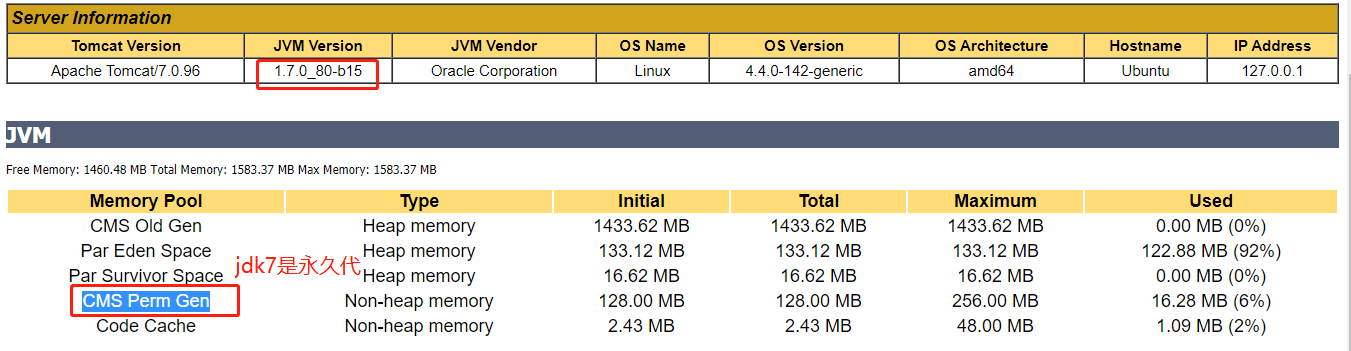 Server Information
Tomcat Version JVM Version JVM Vendor OS Name OS Version OS Architecture Hostname IP Address
Apache Tomcat/7.0.96 1.7.0_80-b15 Oracle Corporation Linux 4.4.0-142-generic amd64 Ubuntu 127.0.0.1
JVM
Free Memory: 1460.48 MB Total Memory: 1583.37 MB Max Memory: 1583.37 MB
Memory Pool Type Initial Total Maximum Used
CMS Old Gen Heap memory 1433.62 MB 1433.62 MB 1433.62 MB 0.00 MB (0%)
Par Eden Space Heap memory 133.12 MB 133.12 MB 133.12 MB 122.88 MB (92%)
jdk7是永久代
Par Survivor Space Heap memory 16.62 MB 16.62 MB 16.62 MB 0.00 MB (0%)
CMS Perm Gen Non-heap memory 128.00 MB 128.00 MB 256.00 MB 16.28 MB (6%)
Code Cache Non-heap memory 2.43 MB 2.43 MB 48.00 MB 1.09 MB (2%)